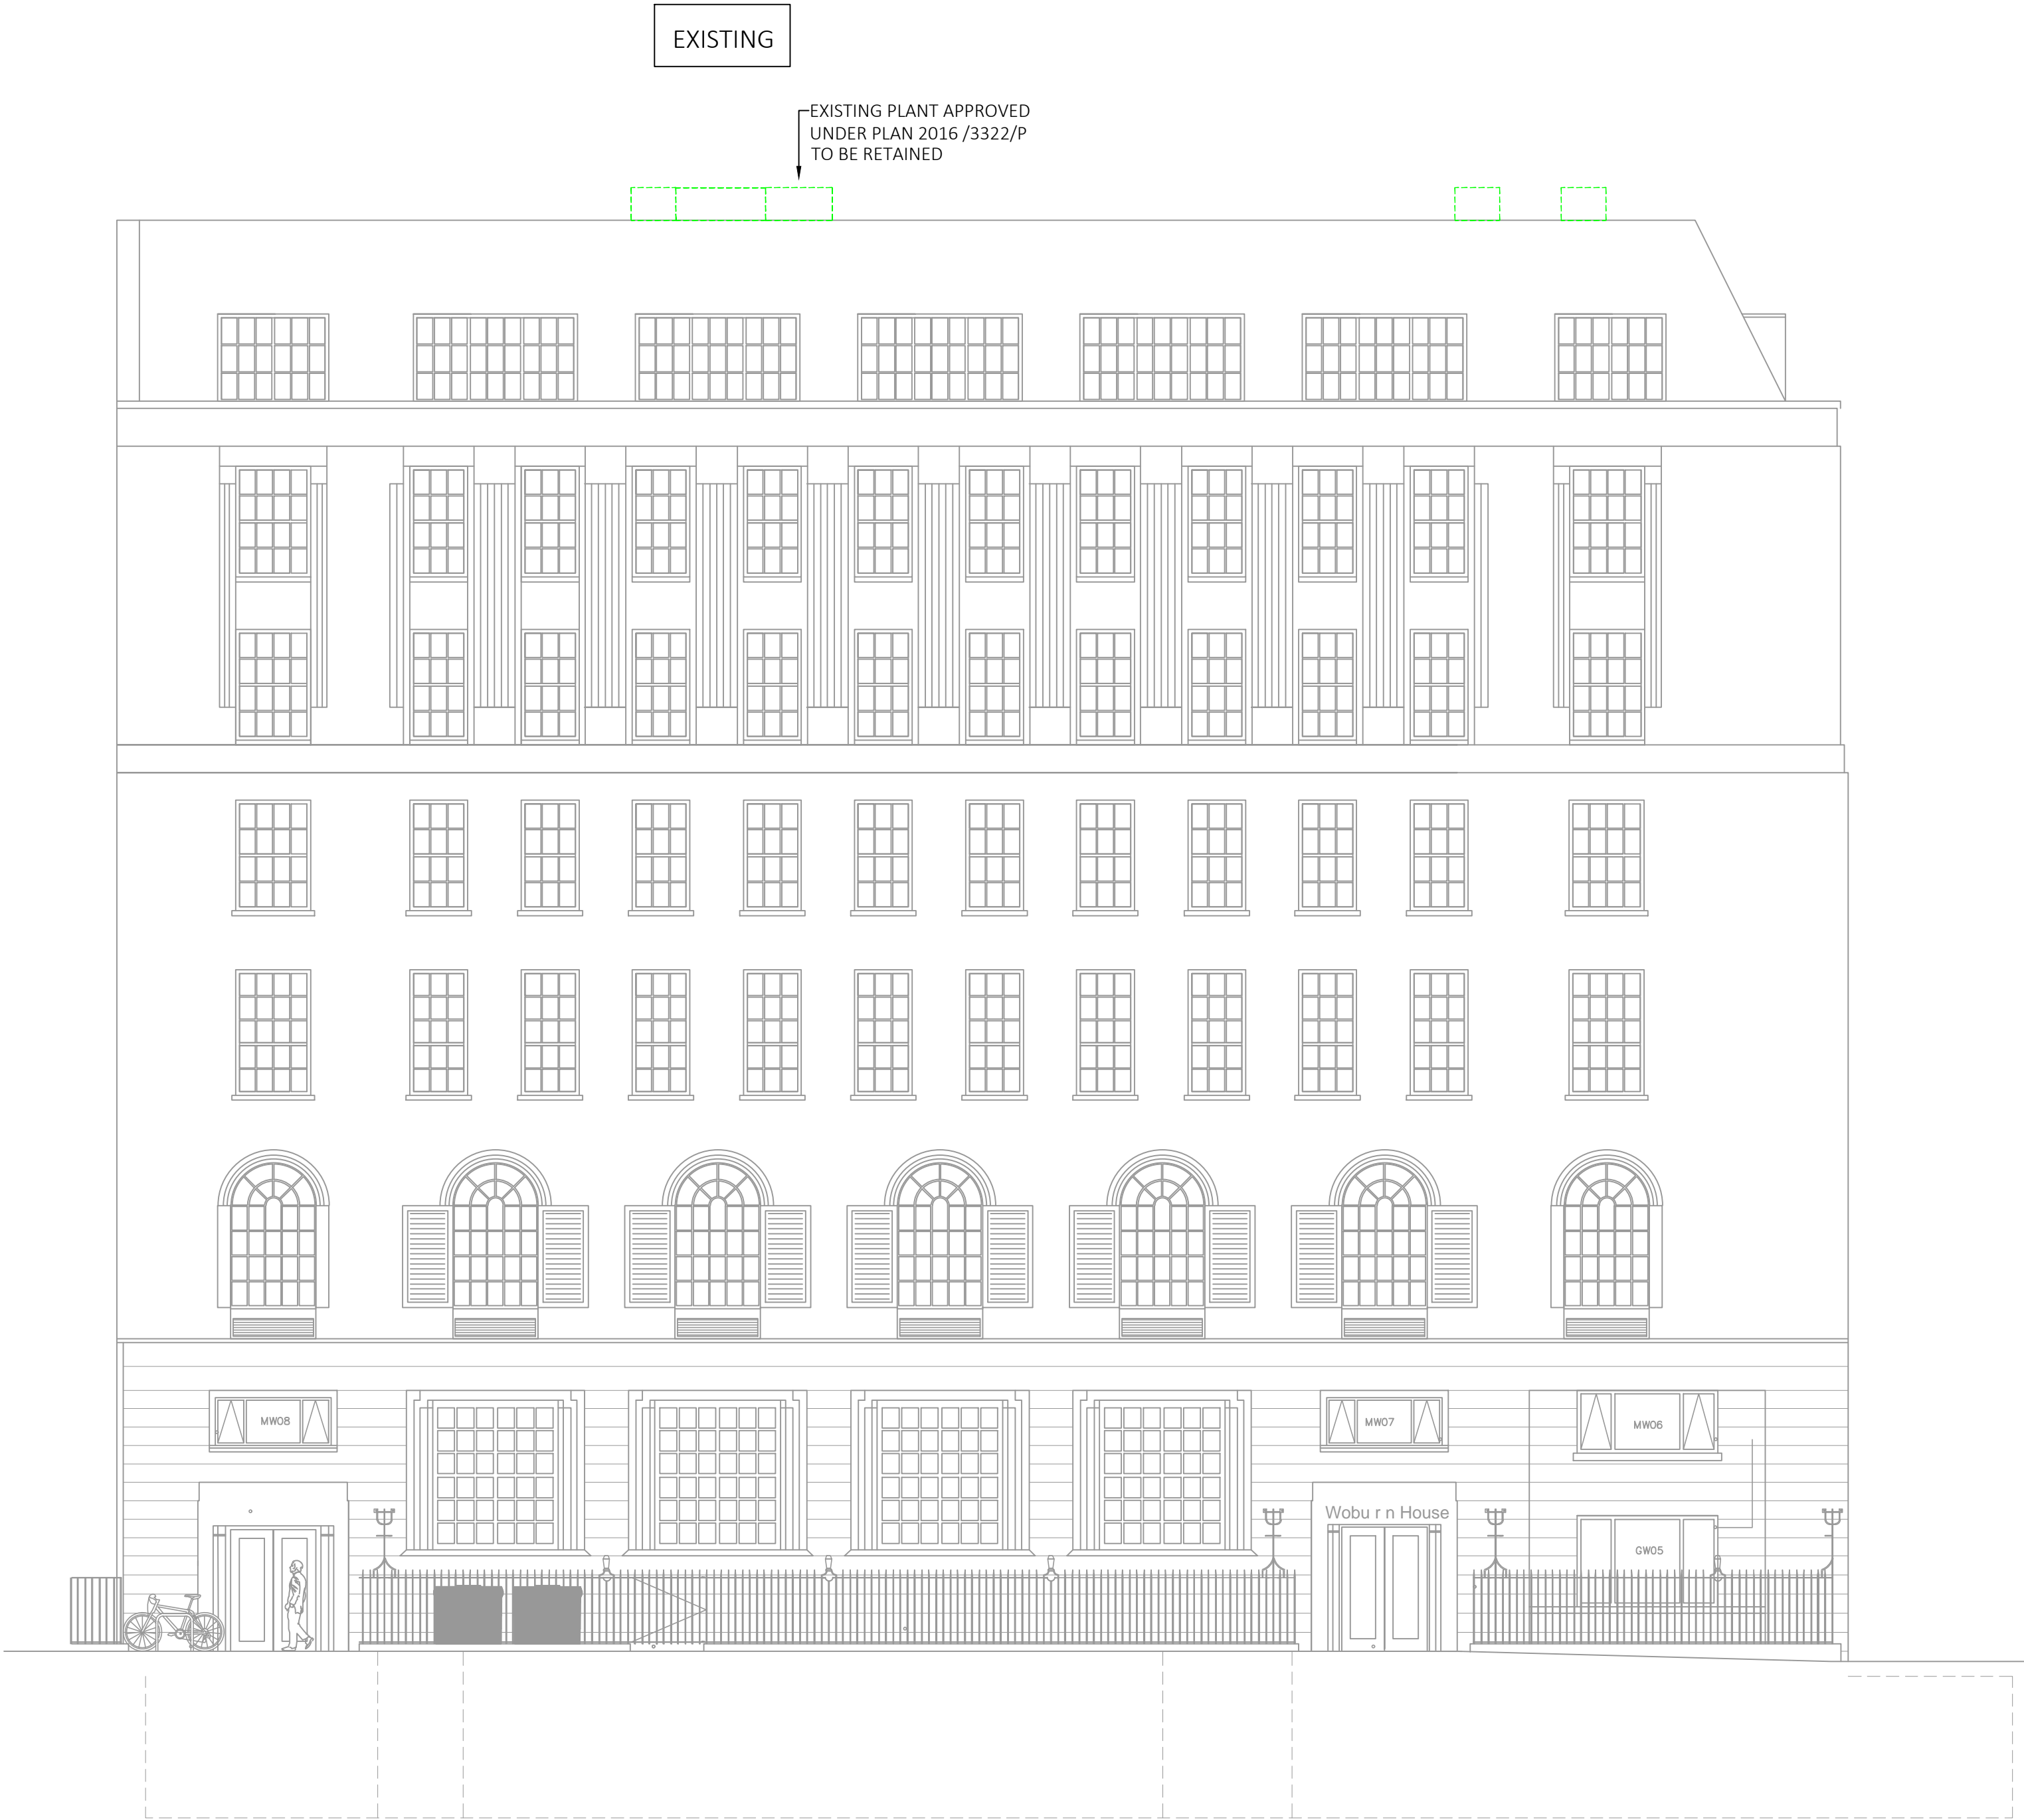 EXISTING
EXISTING PLANT APPROVED
UNDER PLAN 2016 /3322/P
TO BE RETAINED
MW08
MW07
MW06
Wobu r n House
GW05